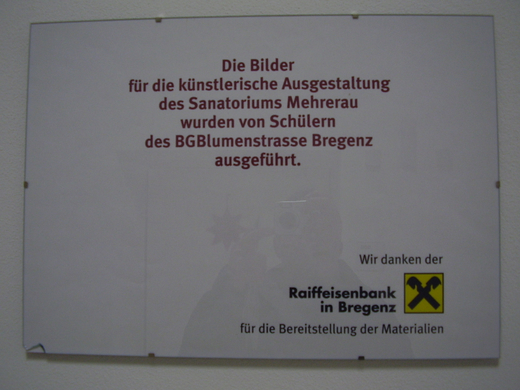 Die Bilder
für die künstlerische Ausgestaltung
des Sanatoriums Mehrerau
wurden von Schülern
des BGBlumenstrasse Bregenz
ausgeführt.
Wir danken der
Raiffeisenbank
in Bregenz
für die Bereitstellung der Materialien